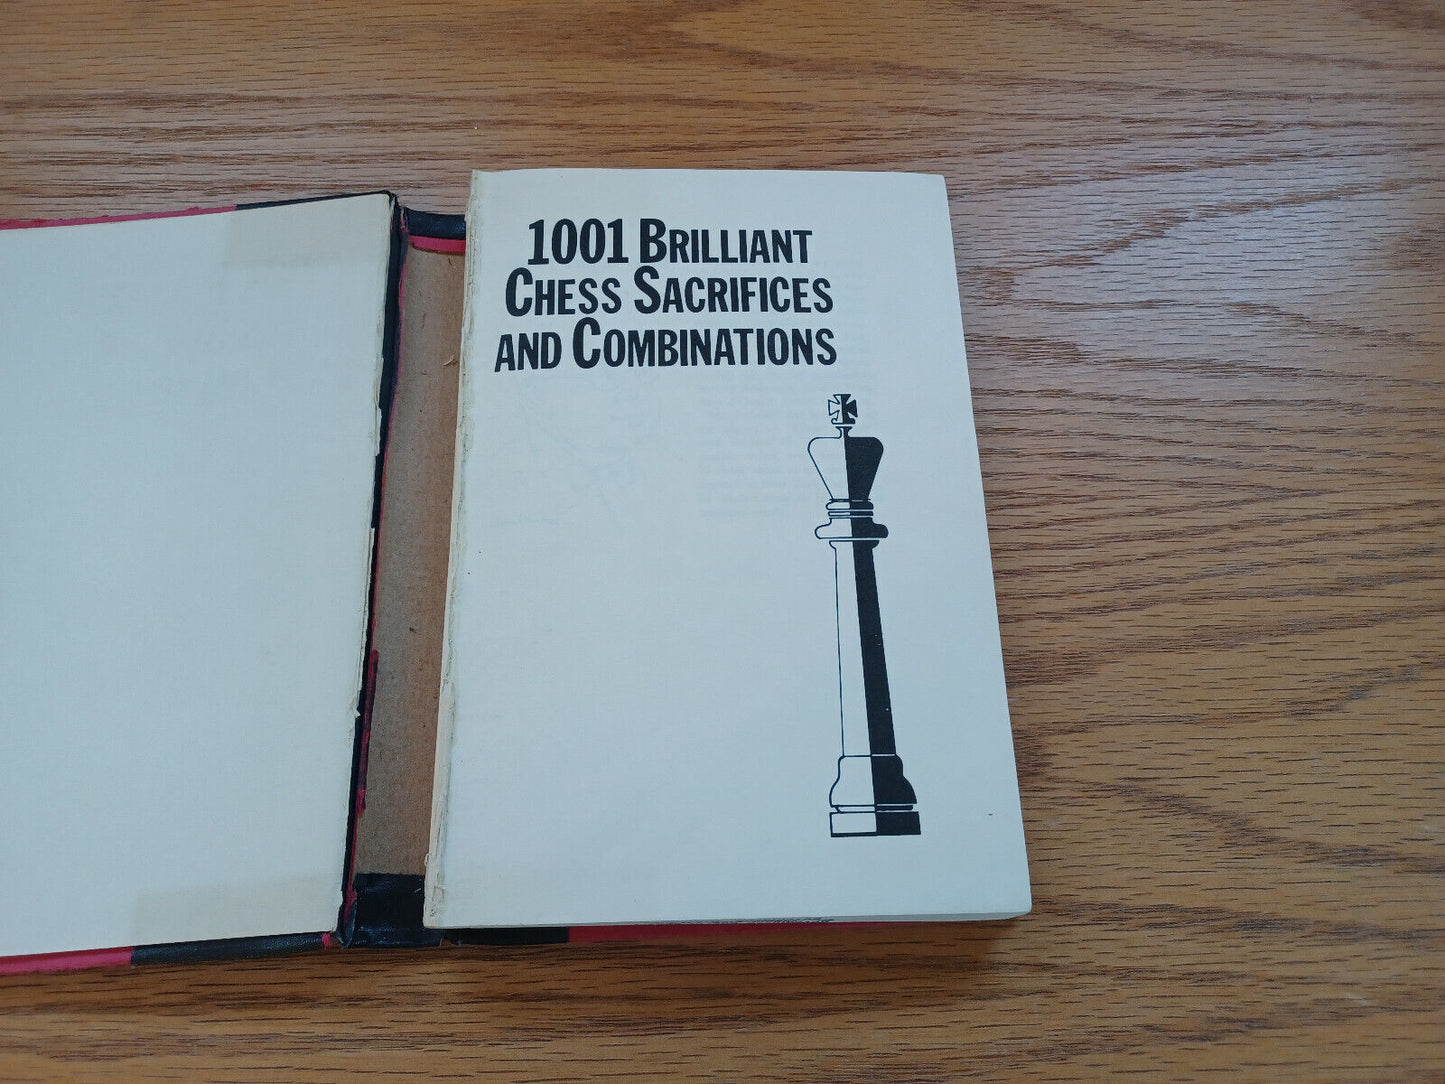 1001 BRILLIANT
CHESS SACRIFICES
AND COMBINATIONS